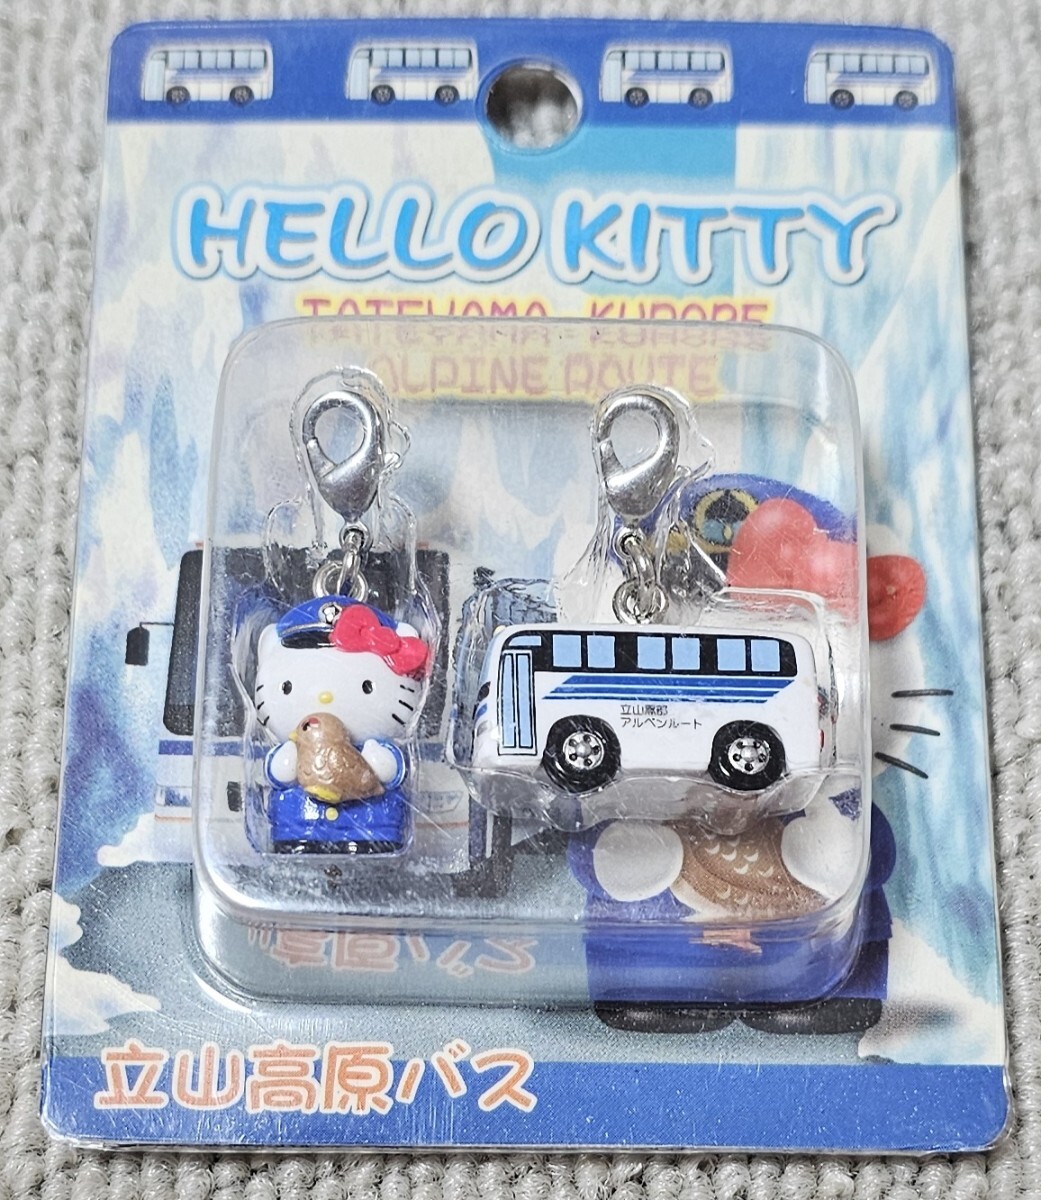 HELLO KITTY
TATEYAMA - KUROBE
ALPINE ROUTE
立山黒部
アルペンルート
立山高原バス